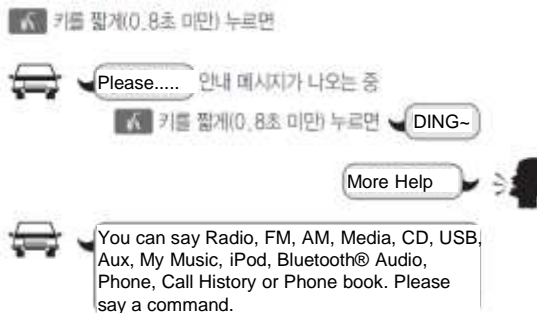 키를 짧게(0.8초 미만) 누르면
Please..... 안내 메시지가 나오는 중
키를 짧게(0.8초 미만) 누르면 DING~
More Help
You can say Radio, FM, AM, Media, CD, USB,
Aux, My Music, iPod, Bluetooth® Audio,
Phone, Call History or Phone book. Please
say a command.